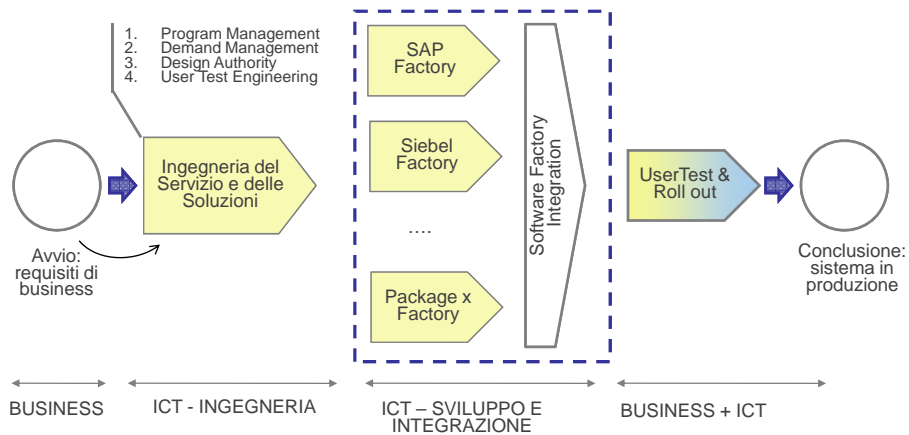 1. Program Management
2. Demand Management
3. Design Authority
4. User Test Engineering
Ingegneria del
Servizio e delle
Soluzioni
Avvio:
requisiti di
business
SAP
Factory
Siebel
Factory
....
Package x
Factory
Software Factory
Integration
UserTest &
Roll out
Conclusione:
sistema in
produzione
BUSINESS
ICT - INGEGNERIA
ICT – SVILUPPO E
INTEGRAZIONE
BUSINESS + ICT